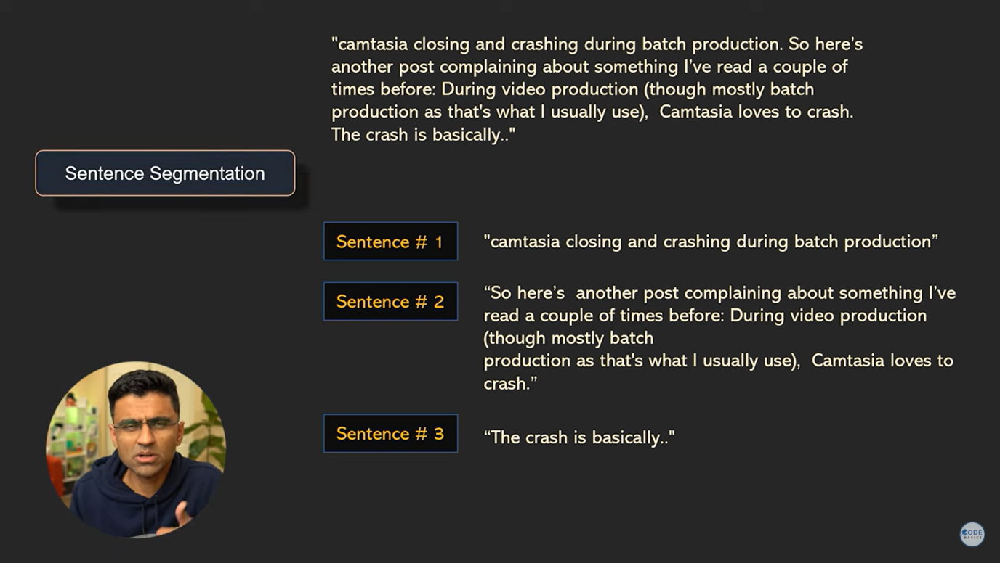 "camtasia closing and crashing during batch production. So here’s
another post complaining about something I’ve read a couple of
times before: During video production (though mostly batch
production as that's what I usually use),  Camtasia loves to crash.
The crash is basically.."
Sentence Segmentation
Sentence # 1
"camtasia closing and crashing during batch production”
Sentence # 2
“So here’s  another post complaining about something I’ve
read a couple of times before: During video production
(though mostly batch
production as that's what I usually use),  Camtasia loves to
crash.”
Sentence # 3
“The crash is basically.."
CODE
BASICS